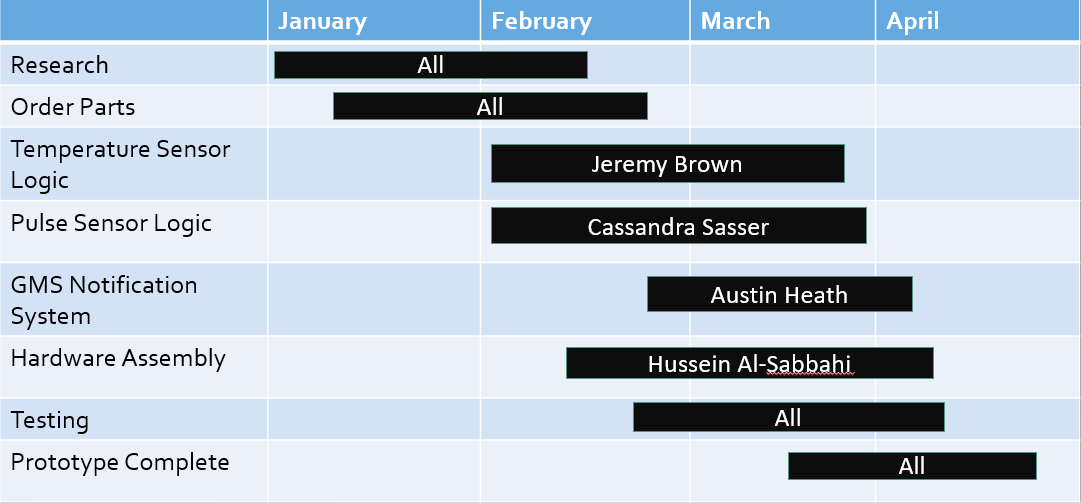 January February March April
Research All
Order Parts All
Temperature Sensor
Logic
Jeremy Brown
Pulse Sensor Logic Cassandra Sasser
GMS Notification
System
Austin Heath
Hardware Assembly Hussein Al-Sabbahi
Testing All
Prototype Complete All